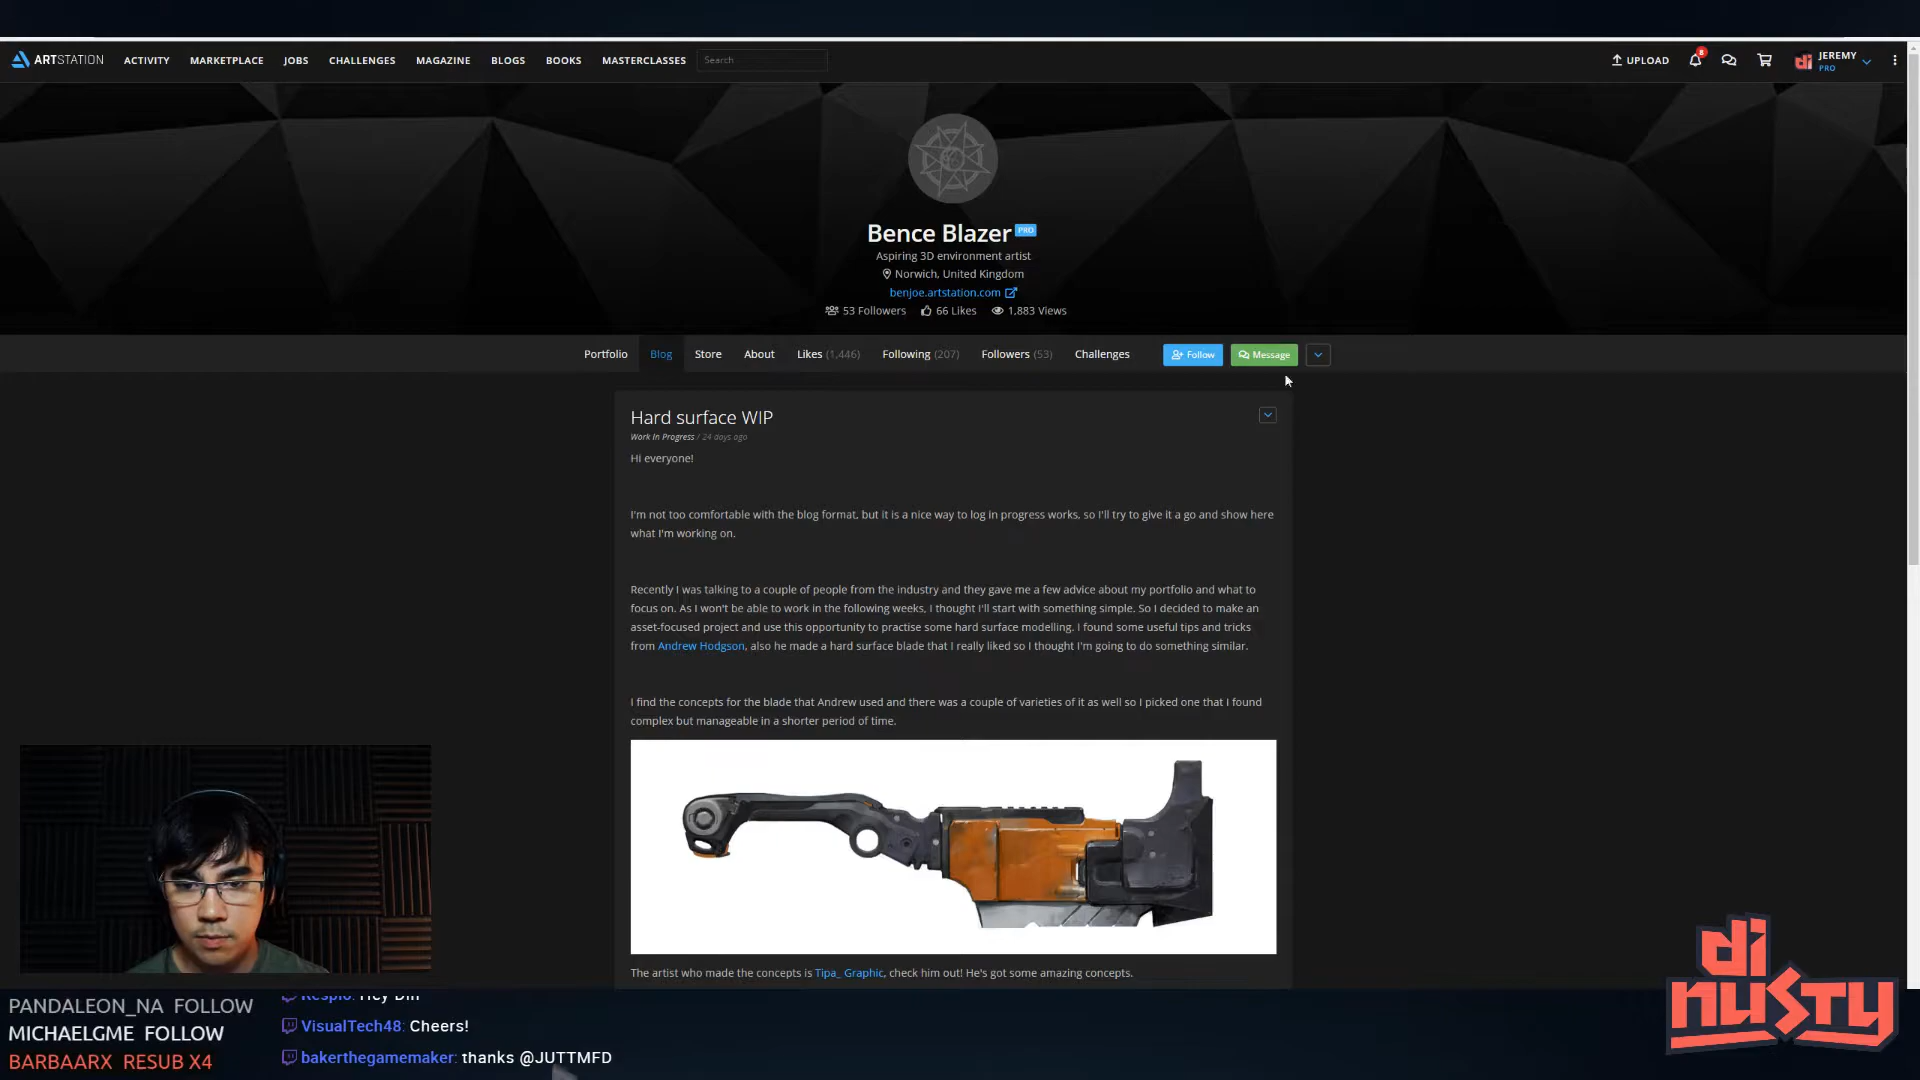 ARTSTATION ACTIVITY MARKETPLACE JOBS CHALLENGES MAGAZINE BLOGS BOOKS MASTERCLASSES Search UPLOAD 8 di JEREMY
PRO
Bence Blazer PRO
Aspiring 3D environment artist
Norwich, United Kingdom
benjoe.artstation.com
53 Followers 66 Likes 1,883 Views
Portfolio Blog Store About Likes (1,446) Following (207) Followers (53) Challenges Follow Message
Hard surface WIP
Work In Progress / 24 days ago
Hi everyone!
I'm not too comfortable with the blog format, but it is a nice way to log in progress works, so I'll try to give it a go and show here
what I'm working on.
Recently I was talking to a couple of people from the industry and they gave me a few advice about my portfolio and what to
focus on. As I won't be able to work in the following weeks, I thought I'll start with something simple. So I decided to make an
asset-focused project and use this opportunity to practise some hard surface modelling. I found some useful tips and tricks
from Andrew Hodgson, also he made a hard surface blade that I really liked so I thought I'm going to do something similar.
I find the concepts for the blade that Andrew used and there was a couple of varieties of it as well so I picked one that I found
complex but manageable in a shorter period of time.
The artist who made the concepts is Tipa_ Graphic, check him out! He's got some amazing concepts.
PANDALEON_NA FOLLOW
MICHAELGME FOLLOW
BARBAARX RESUB X4
VisualTech48: Cheers!
bakerthegamemaker: thanks @JUTTMFD
di
nusty